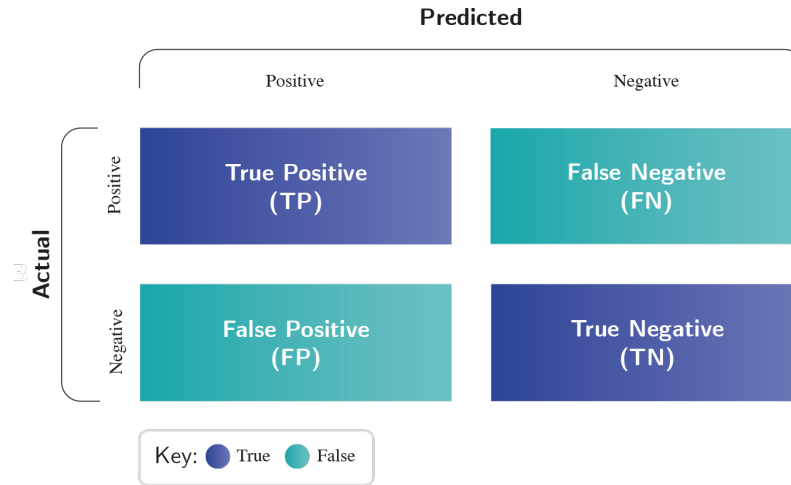 Predicted
Positive
Negative
Actual
Positive
True Positive
(TP)
False Negative
(FN)
Negative
False Positive
(FP)
True Negative
(TN)
Key: True False